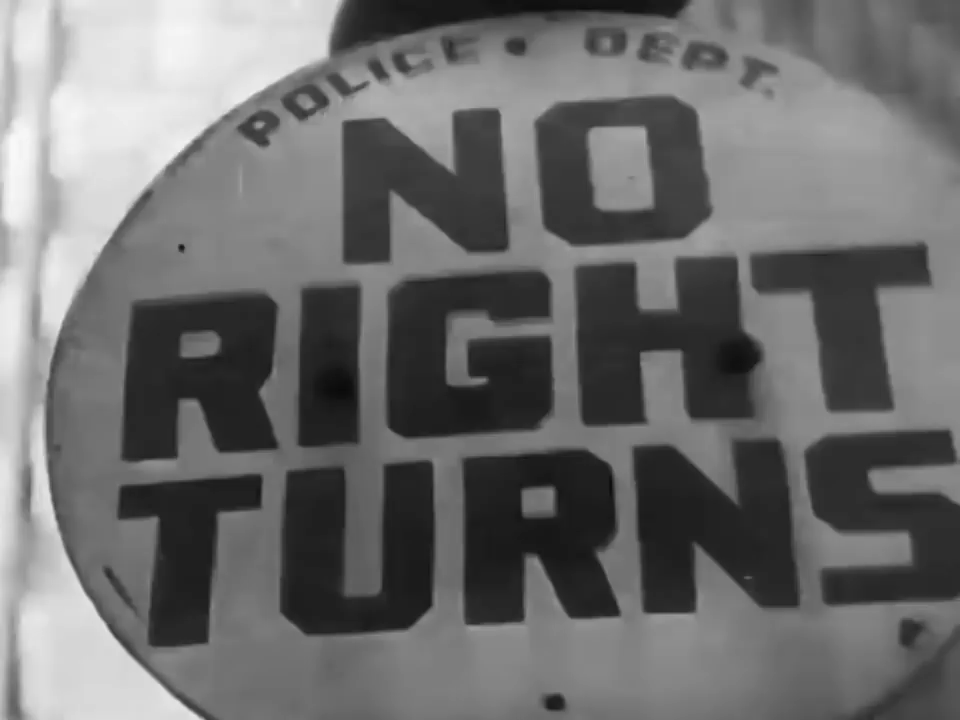 POLICE • DEPT.
NO
RIGHT
TURNS